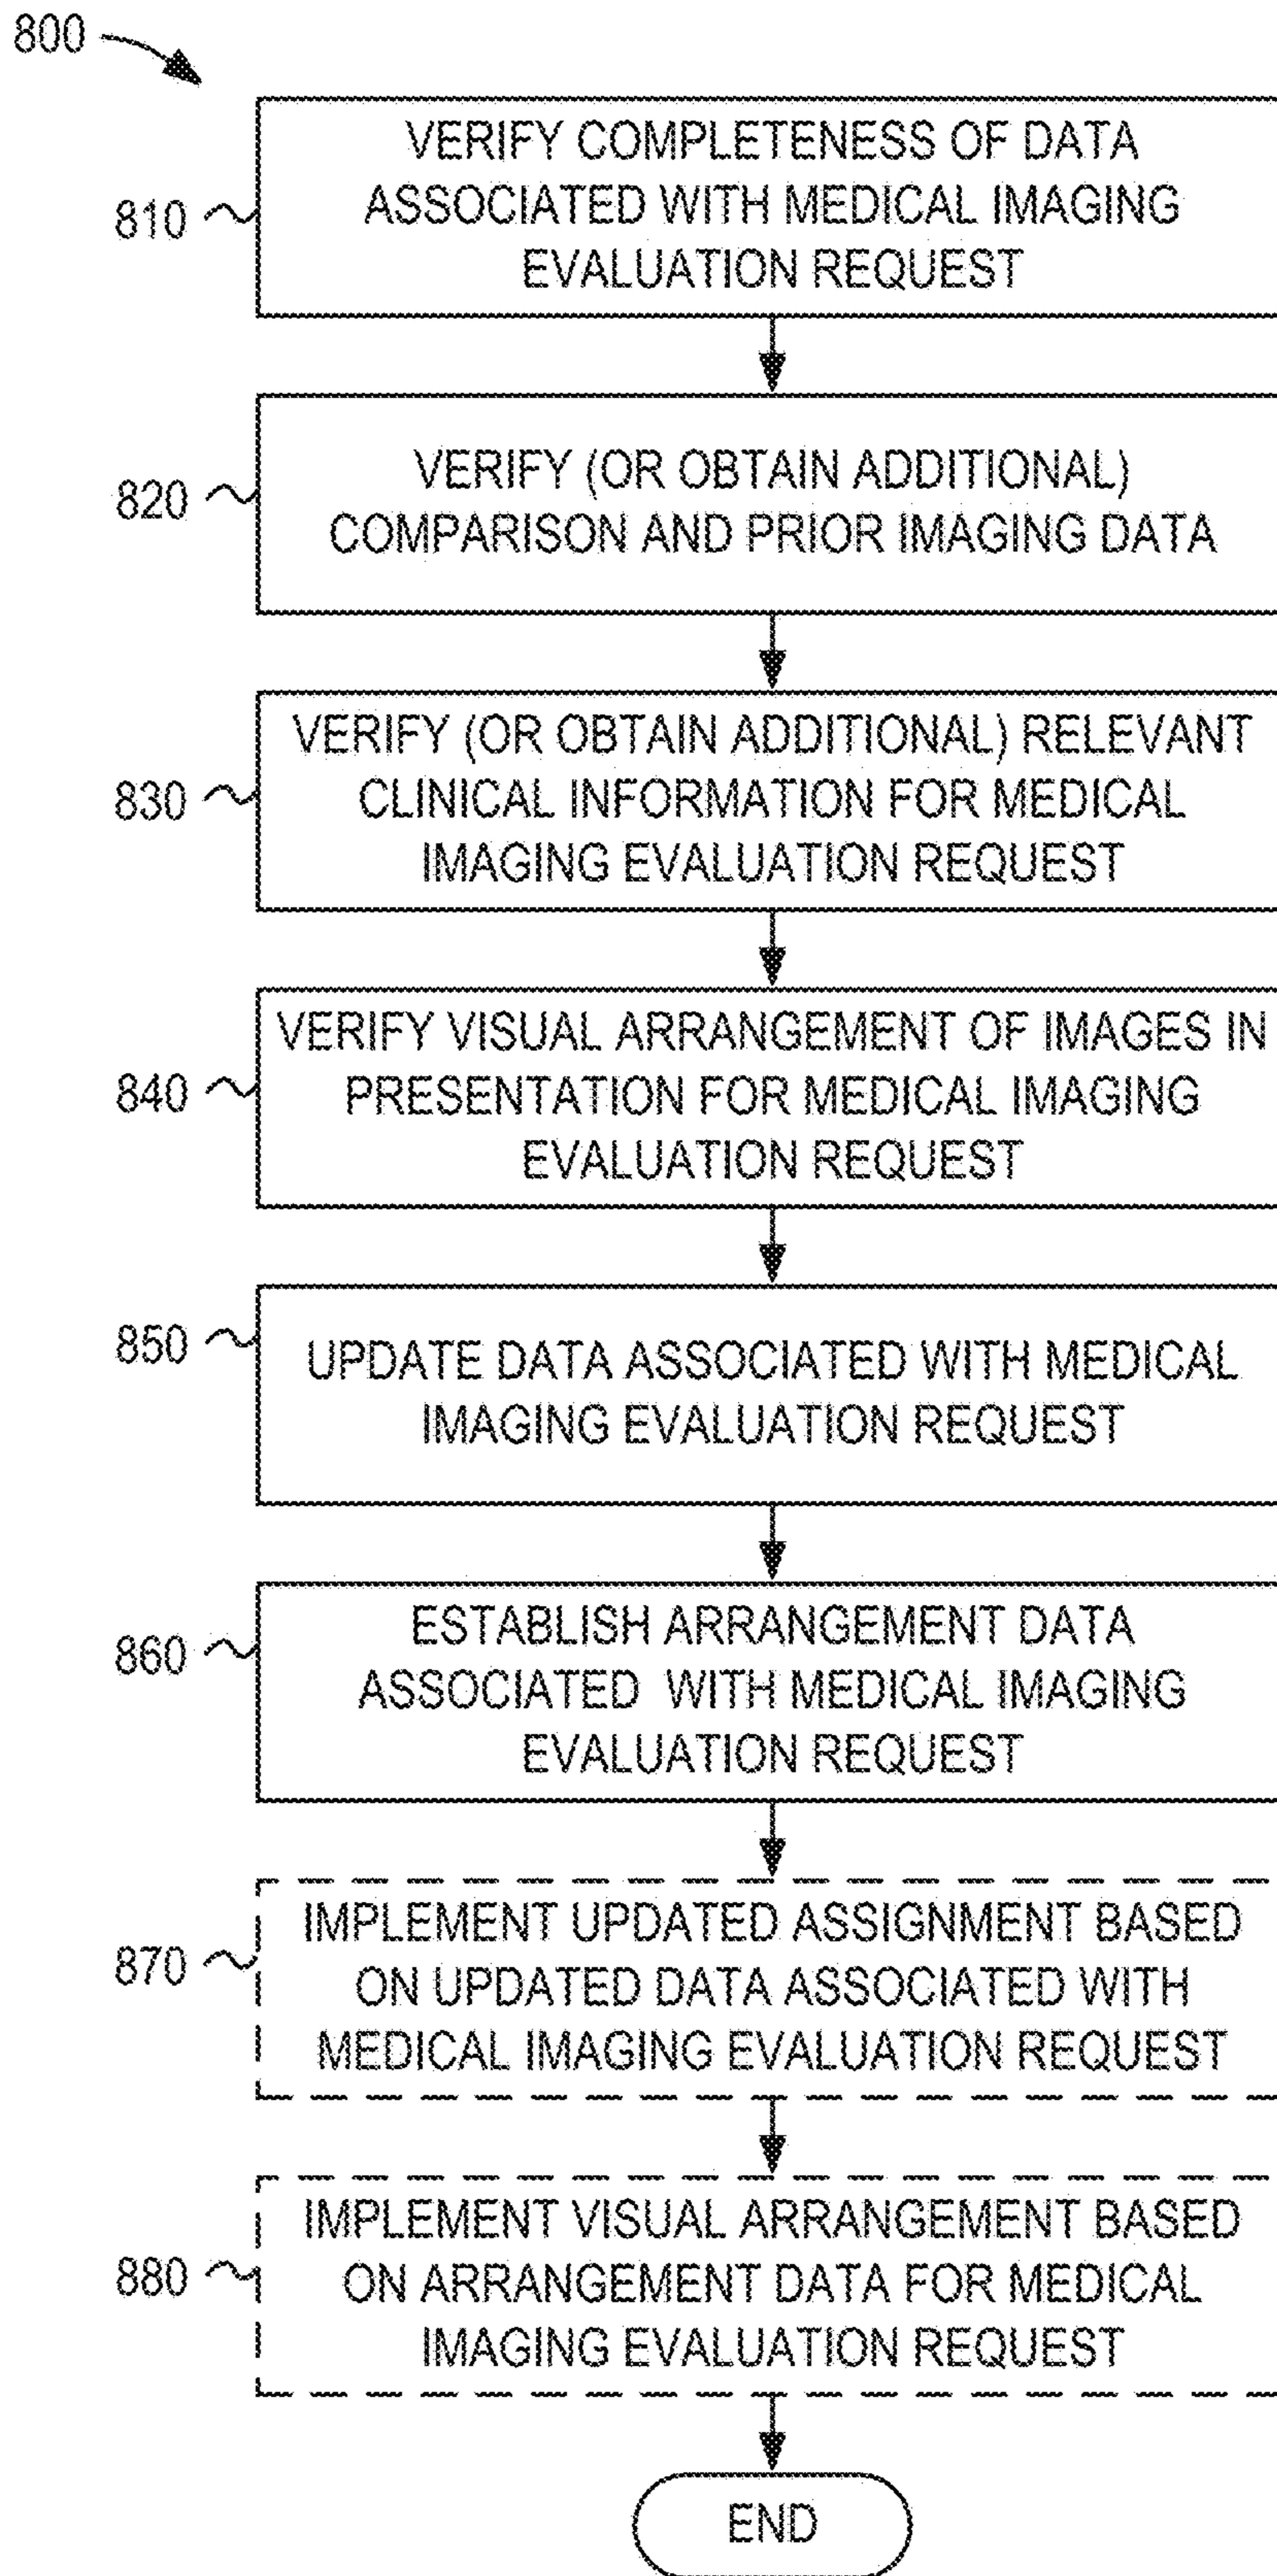 800
VERIFY COMPLETENESS OF DATA
ASSOCIATED WITH MEDICAL IMAGING
EVALUATION REQUEST
810
VERIFY (OR OBTAIN ADDITIONAL)
COMPARISON AND PRIOR IMAGING DATA
820
VERIFY (OR OBTAIN ADDITIONAL) RELEVANT
CLINICAL INFORMATION FOR MEDICAL
IMAGING EVALUATION REQUEST
830
VERIFY VISUAL ARRANGEMENT OF IMAGES IN
PRESENTATION FOR MEDICAL IMAGING
EVALUATION REQUEST
840
UPDATE DATA ASSOCIATED WITH MEDICAL
IMAGING EVALUATION REQUEST
850
ESTABLISH ARRANGEMENT DATA
ASSOCIATED WITH MEDICAL IMAGING
EVALUATION REQUEST
860
IMPLEMENT UPDATED ASSIGNMENT BASED
ON UPDATED DATA ASSOCIATED WITH
MEDICAL IMAGING EVALUATION REQUEST
870
IMPLEMENT VISUAL ARRANGEMENT BASED
ON ARRANGEMENT DATA FOR MEDICAL
IMAGING EVALUATION REQUEST
880
END